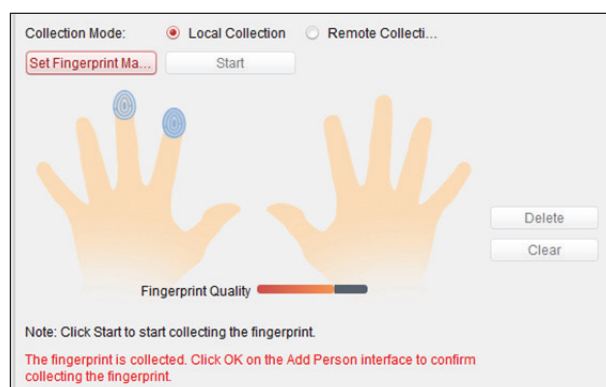 Collection Mode: Local Collection Remote Collecti...
Set Fingerprint Ma... Start
Delete
Clear
Fingerprint Quality
Note: Click Start to start collecting the fingerprint.
The fingerprint is collected. Click OK on the Add Person interface to confirm
collecting the fingerprint.